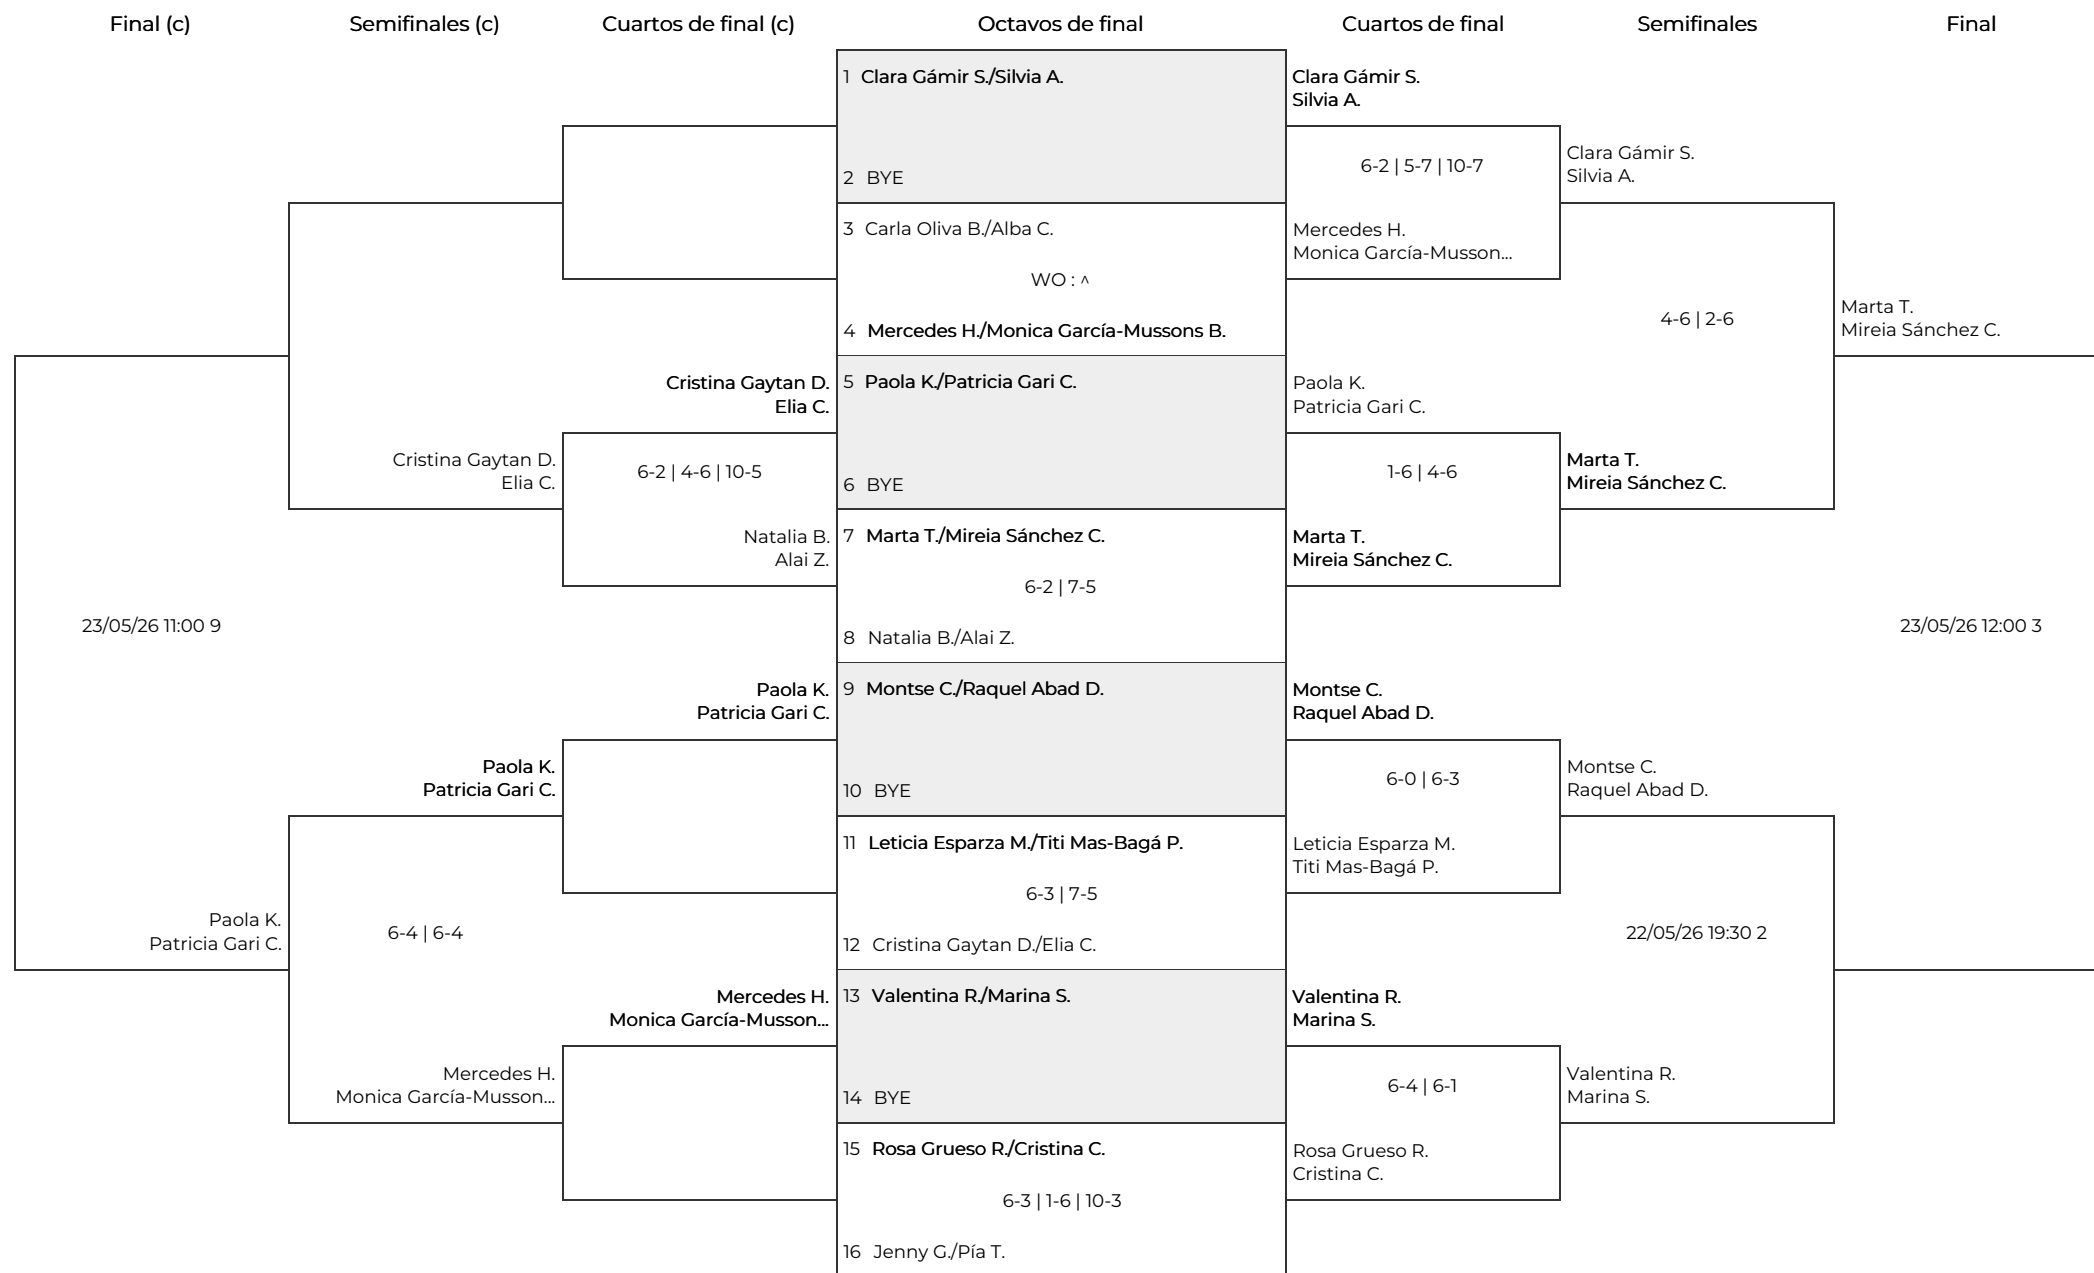 Final (c)
Semifinales (c)
Cuartos de final (c)
Octavos de final
Cuartos de final
Semifinales
Final
Cristina Gaytan D.
Elia C.
6-2 | 4-6 | 10-5
Natalia B.
Alai Z.
Cristina Gaytan D.
Elia C.
23/05/26 11:00 9
Paola K.
Patricia Gari C.
Paola K.
Patricia Gari C.
Paola K.
Patricia Gari C.
6-4 | 6-4
Mercedes H.
Monica García-Musson...
Mercedes H.
Monica García-Musson...
1 Clara Gámir S./Silvia A.
2 BYE
3 Carla Oliva B./Alba C.
WO : ^
4 Mercedes H./Monica García-Mussons B.
5 Paola K./Patricia Gari C.
6 BYE
7 Marta T./Mireia Sánchez C.
6-2 | 7-5
8 Natalia B./Alai Z.
9 Montse C./Raquel Abad D.
10 BYE
11 Leticia Esparza M./Titi Mas-Bagá P.
6-3 | 7-5
12 Cristina Gaytan D./Elia C.
13 Valentina R./Marina S.
14 BYE
15 Rosa Grueso R./Cristina C.
6-3 | 1-6 | 10-3
16 Jenny G./Pía T.
Clara Gámir S.
Silvia A.
6-2 | 5-7 | 10-7
Mercedes H.
Monica García-Musson...
Paola K.
Patricia Gari C.
1-6 | 4-6
Marta T.
Mireia Sánchez C.
Montse C.
Raquel Abad D.
6-0 | 6-3
Leticia Esparza M.
Titi Mas-Bagá P.
Valentina R.
Marina S.
6-4 | 6-1
Rosa Grueso R.
Cristina C.
Clara Gámir S.
Silvia A.
4-6 | 2-6
Marta T.
Mireia Sánchez C.
Montse C.
Raquel Abad D.
22/05/26 19:30 2
Valentina R.
Marina S.
Marta T.
Mireia Sánchez C.
23/05/26 12:00 3